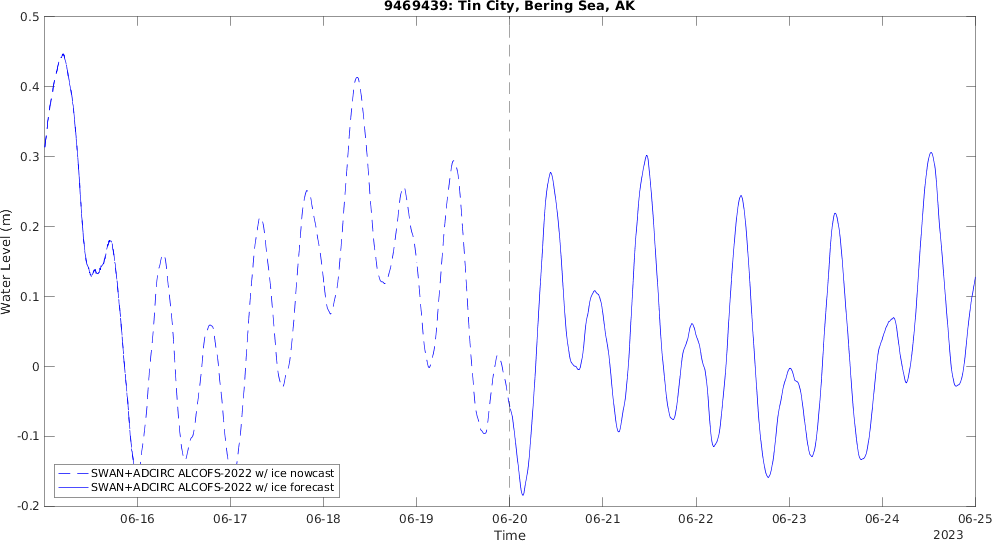 9469439: Tin City, Bering Sea, AK
0.5
0.4
0.3
0.2
0.1
0
-0.1
-0.2
Water Level (m)
SWAN+ADCIRC ALCOFS-2022 w/ ice nowcast
SWAN+ADCIRC ALCOFS-2022 w/ ice forecast
06-16 06-17 06-18 06-19 06-20 06-21 06-22 06-23 06-24 06-25
Time
2023